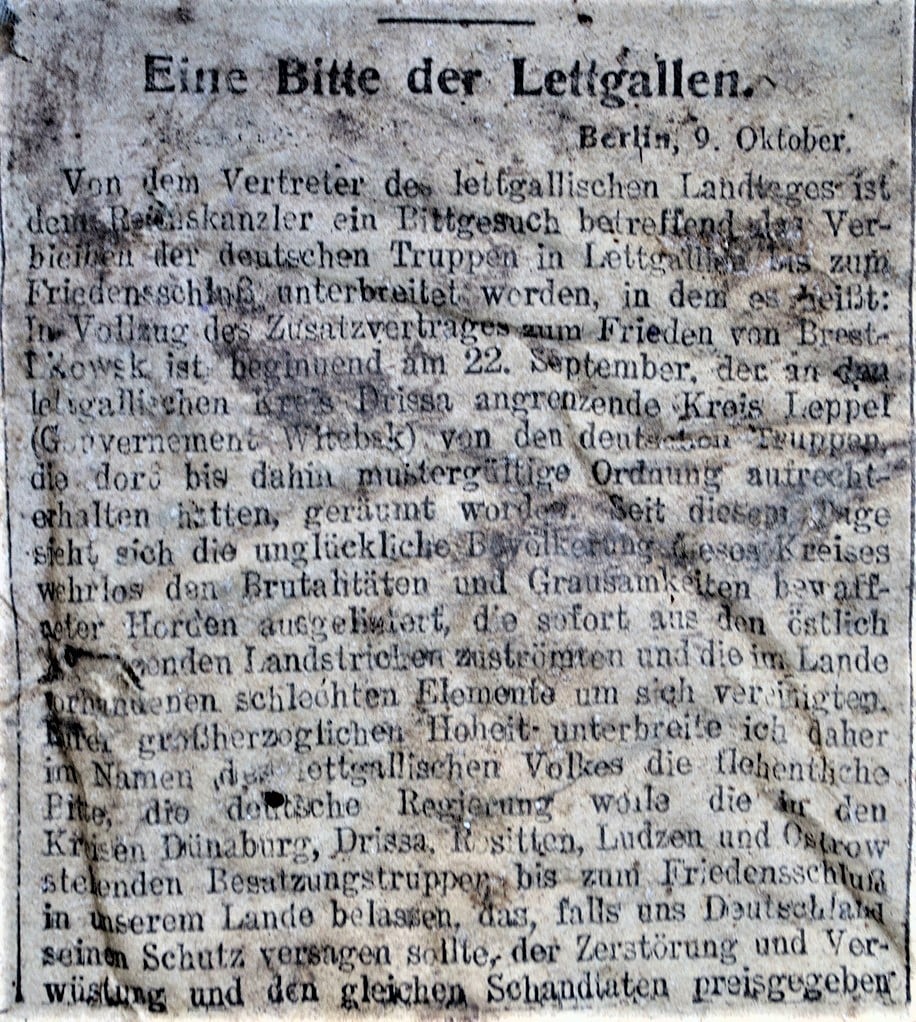 Eine Bitte der Lettgallen.
Berlin, 9. Oktober.
Von dem Vertreter des lettgallischen Landtages ist
dem Reichskanzler ein Bittgesuch betreffend das Ver-
bleiben der deutschen Truppen in Lettgallen bis zum
Friedensschluß unterbreitet worden, in dem es heißt:
In Vollzug des Zusatzvertrages zum Frieden von Brest-
Litowsk ist beginnend am 22. September, der an den
lettgallischen Kreis Drissa angrenzende Kreis Leppel
(Gouvernement Witebsk) von den deutschen Truppen,
die dort bis dahin mustergültige Ordnung aufrecht-
erhalten hatten, geräumt worden. Seit diesem Tage
sieht sich die unglückliche Bevölkerung dieses Kreises
wehrlos den Brutalitäten und Grausamkeiten bewaff-
neter Horden ausgeliefert, die sofort aus den östlich
Landstrichen zuströmten und die im Lande
vorhandenen schlechten Elemente um sich vereinigten.
großherzoglichen Hoheit unterbreite ich daher
im Namen des lettgallischen Volkes die flehentliche
Bitte, die deutsche Regierung wolle die in den
Kreisen Dünaburg, Drissa, Rositten, Ludzen und Ostrow
stehenden Besatzungstruppen bis zum Friedensschluß
in unserem Lande belassen, das, falls uns Deutschland
seinen Schutz versagen sollte, der Zerstörung und Ver-
wüstung und den gleichen Schandtaten preisgegeben